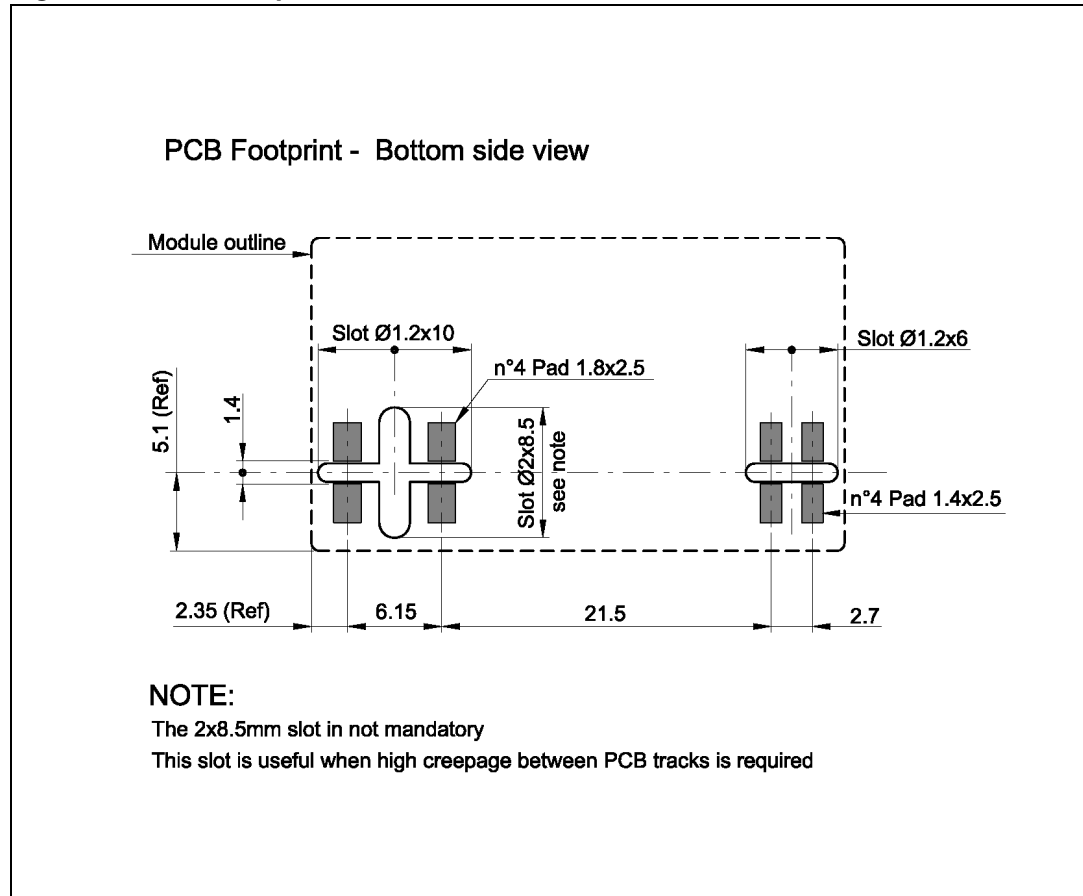 PCB Footprint - Bottom side view
Module outline
Slot Ø1.2x10
Slot Ø1.2x6
n°4 Pad 1.8x2.5
5.1 (Ref)
1.4
Slot Ø2x8.5
see note
n°4 Pad 1.4x2.5
2.35 (Ref)
6.15
21.5
2.7
NOTE:
The 2x8.5mm slot in not mandatory
This slot is useful when high creepage between PCB tracks is required